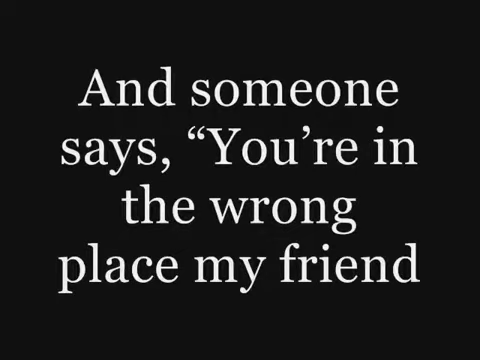 And someone
says, “You’re in
the wrong
place my friend